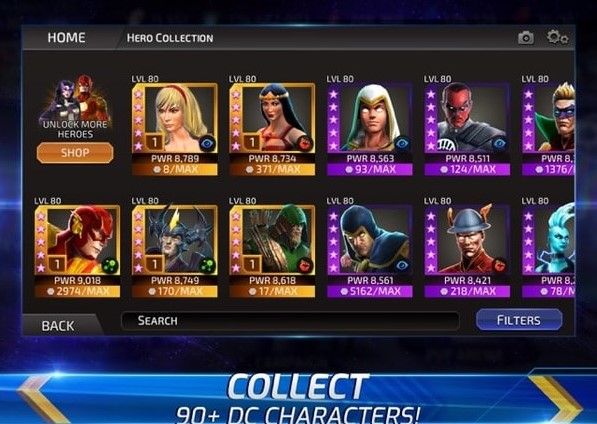 HOME
HERO COLLECTION
LVL 80
LVL 80
LVL 80
LVL 80
LVL 80
UNLOCK MORE
HEROES
SHOP
1
1
PWR 8,789
PWR 8,734
PWR 8,563
PWR 8,511
PWR 8,
8/MAX
371/MAX
93/MAX
124/MAX
1376/
LVL 80
LVL 80
LVL 80
LVL 80
LVL 80
LVL 80
1
1
1
PWR 9,018
PWR 8,749
PWR 8,618
PWR 8,561
PWR 8,421
PWR 8,
2974/MAX
170/MAX
17/MAX
5162/MAX
218/MAX
78/M
BACK
SEARCH
FILTERS
COLLECT
90+ DC CHARACTERS!